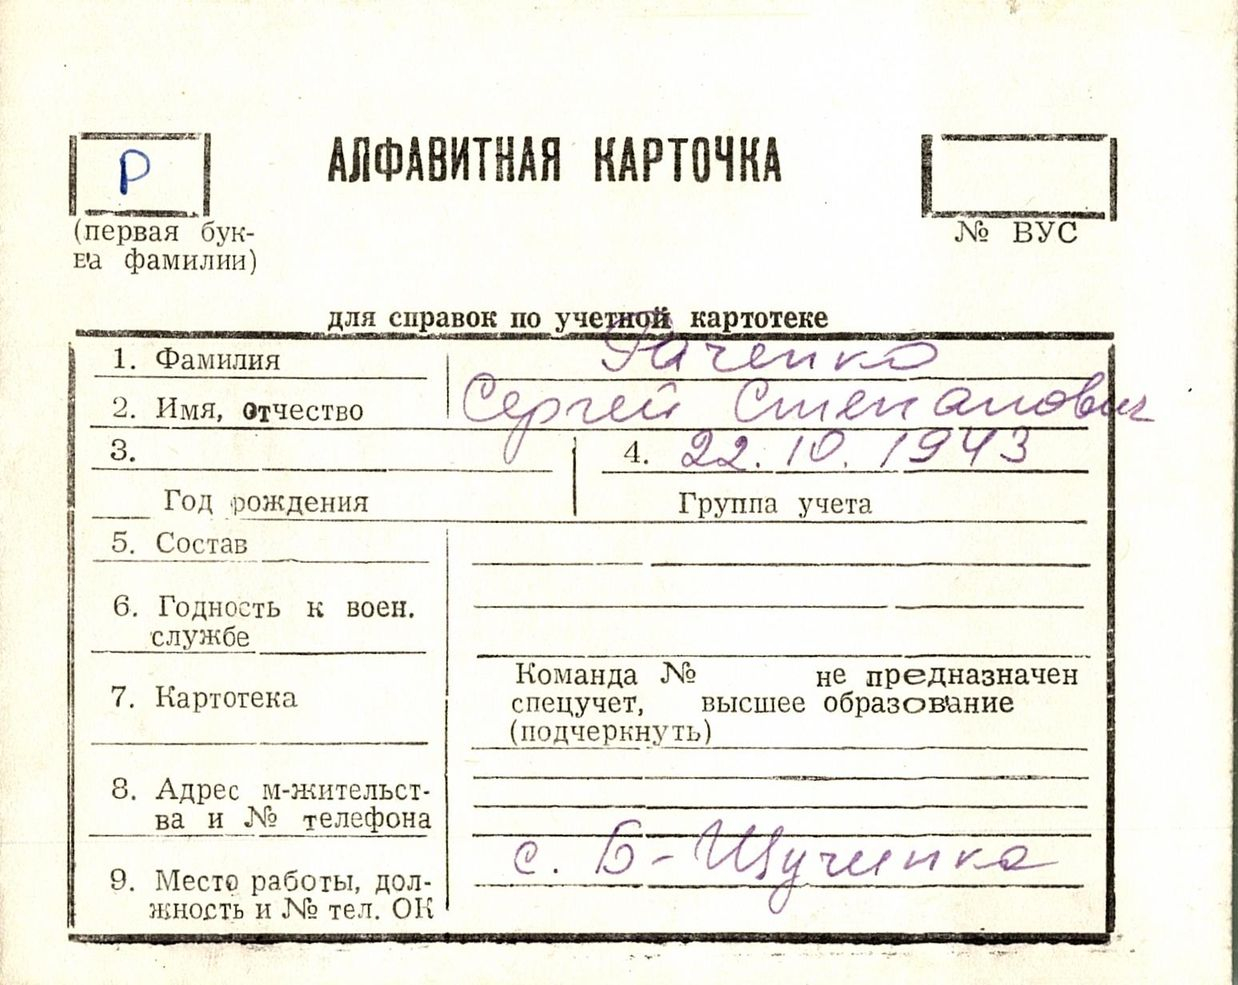 Р
АЛФАВИТНАЯ КАРТОЧКА
(первая бук-
ва фамилии)
№ ВУС
для справок по учетной картотеке
1. Фамилия Раченко
2. Имя, отчество Сергей Степанович
3. 4. 22.10.1943
Год рождения Группа учета
5. Состав
6. Годность к воен.
службе
7. Картотека
Команда № не предназначен
спецучет, высшее образование
(подчеркнуть)
8. Адрес м-жительст-
ва и № телефона
с. Б-Щученка
9. Место работы, дол-
жность и № тел. ОК